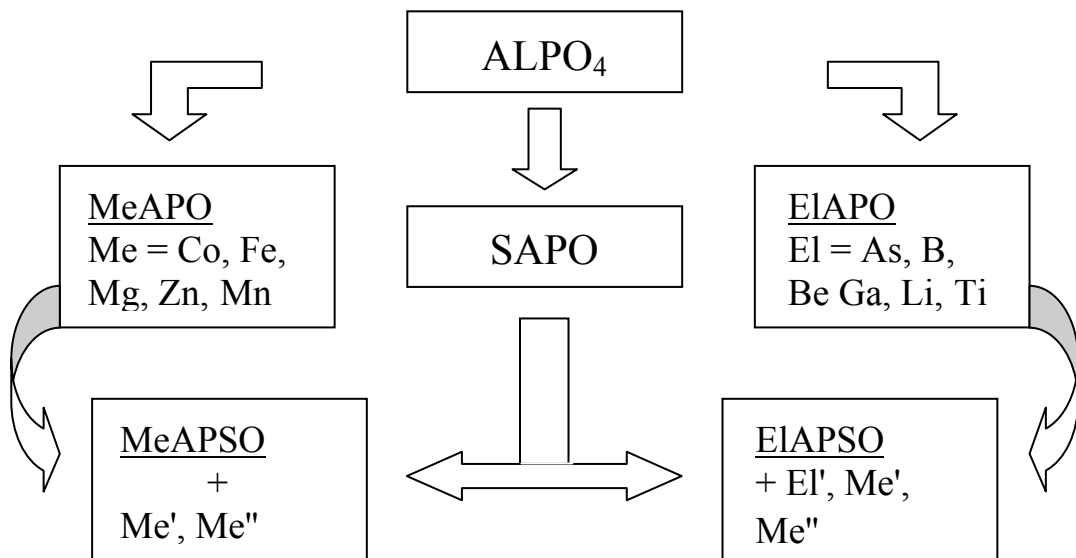 ALPO₄
MeAPO
Me = Co, Fe,
Mg, Zn, Mn
SAPO
ElAPO
El = As, B,
Be Ga, Li, Ti
MeAPSO
+
Me', Me"
ElAPSO
+ El', Me',
Me"